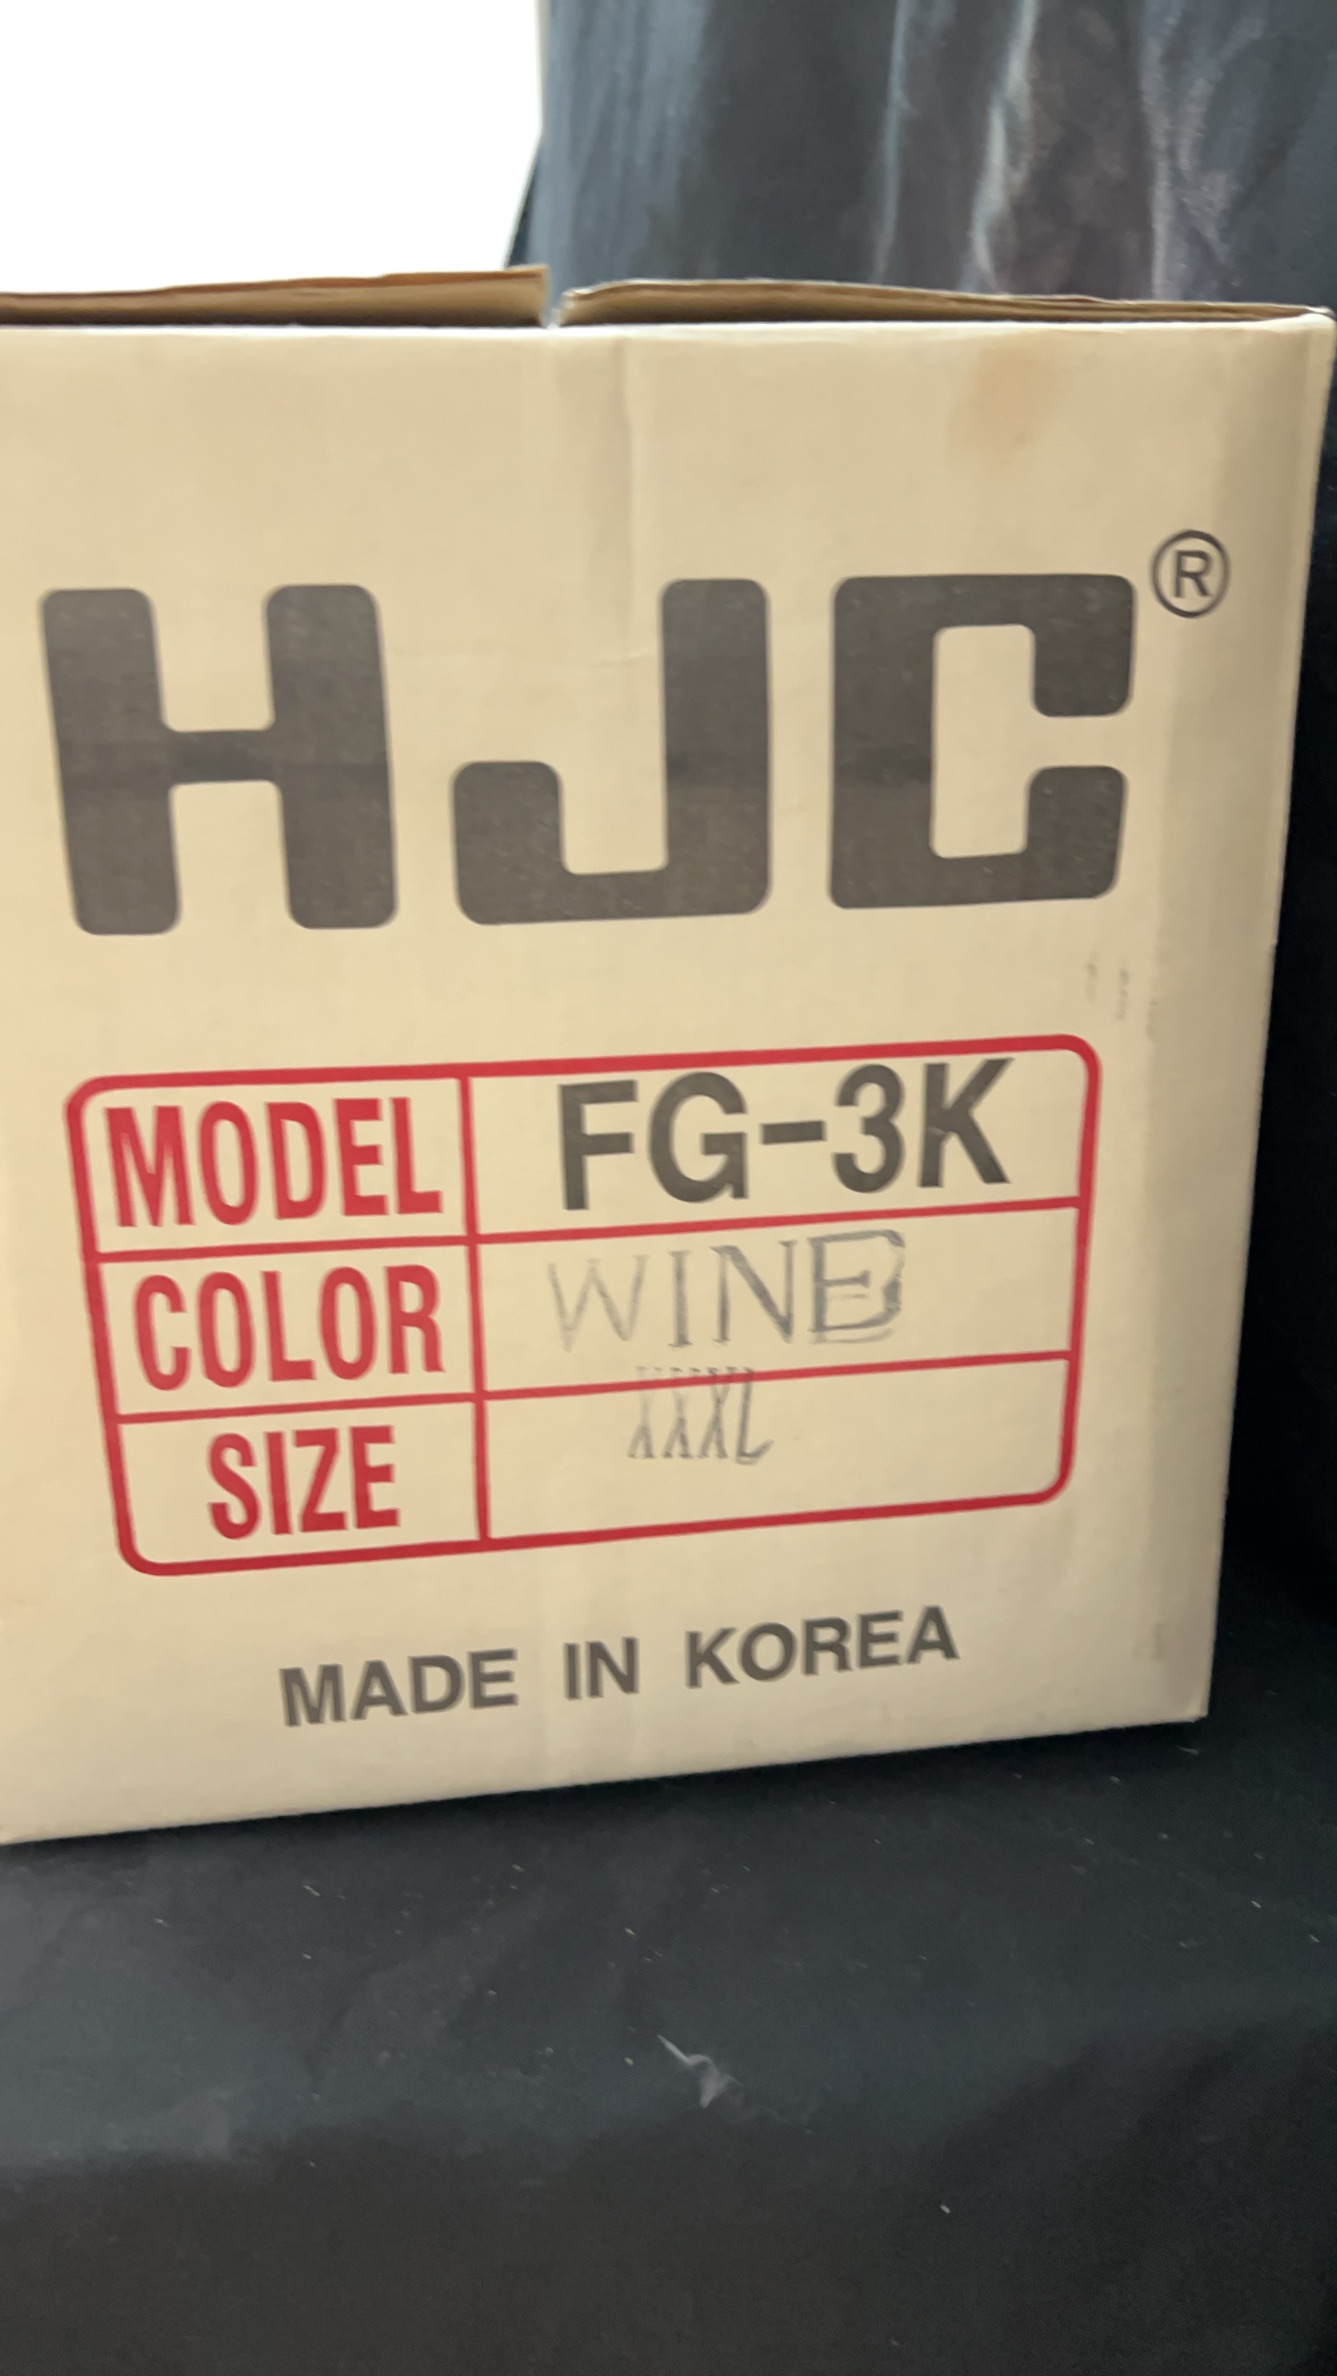 HJC®
MODEL FG-3K
COLOR WINE
SIZE XXXL
MADE IN KOREA